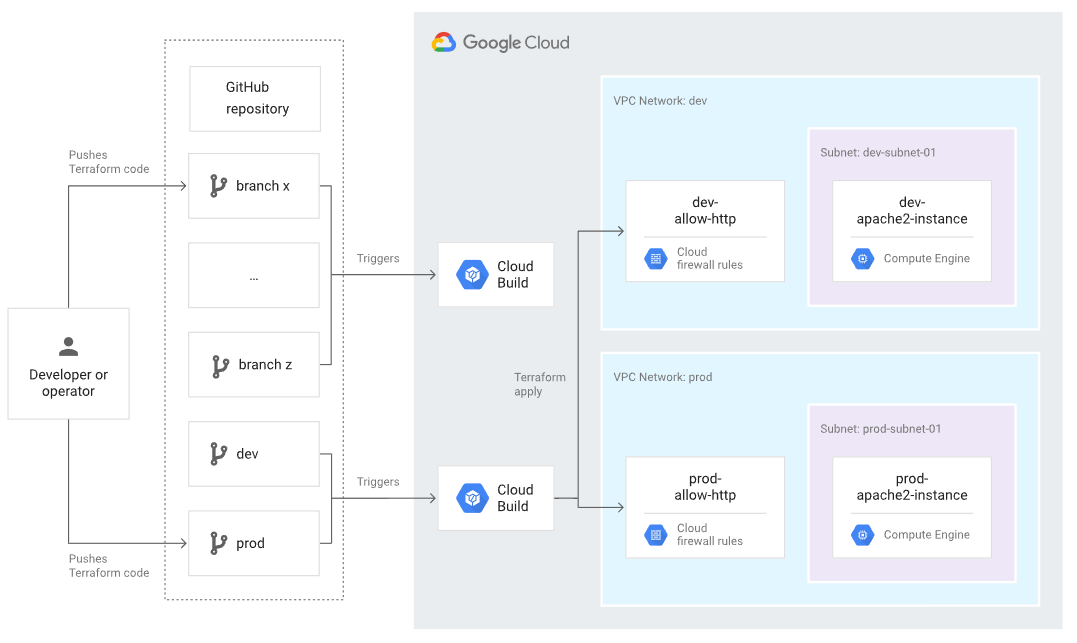 Google Cloud
GitHub
repository
VPC Network: dev
Subnet: dev-subnet-01
Pushes
Terraform code
branch x
dev-
allow-http
dev-
apache2-instance
Cloud
firewall rules
Compute Engine
Triggers
Cloud
Build
...
Developer or
operator
branch z
Terraform
apply
VPC Network: prod
Subnet: prod-subnet-01
dev
Triggers
Cloud
Build
prod-
allow-http
prod-
apache2-instance
Cloud
firewall rules
Compute Engine
prod
Pushes
Terraform code